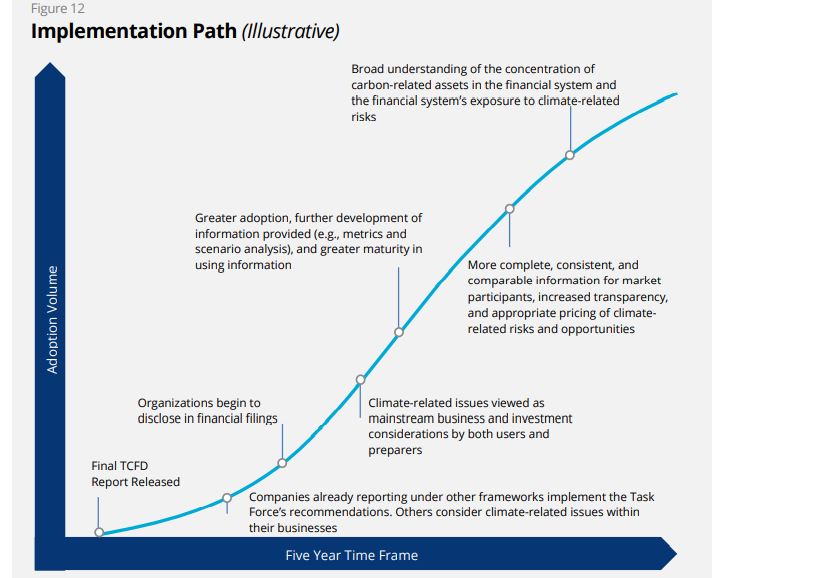 Figure 12
Implementation Path (Illustrative)
Broad understanding of the concentration of
carbon-related assets in the financial system and
the financial system's exposure to climate-related
risks
Greater adoption, further development of
information provided (e.g., metrics and
scenario analysis), and greater maturity in
using information
More complete, consistent, and
comparable information for market
participants, increased transparency,
and appropriate pricing of climate-
related risks and opportunities
Adoption Volume
Organizations begin to
disclose in financial filings
Climate-related issues viewed as
mainstream business and investment
considerations by both users and
preparers
Final TCFD
Report Released
Companies already reporting under other frameworks implement the Task
Force's recommendations. Others consider climate-related issues within
their businesses
Five Year Time Frame